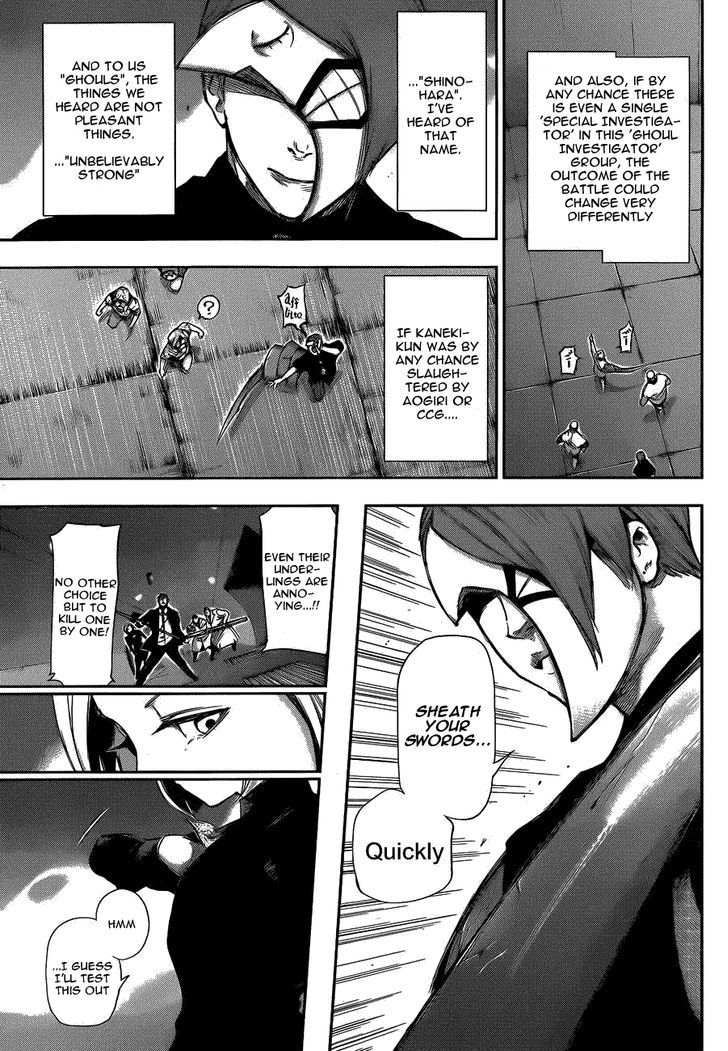 AND ALSO, IF BY
ANY CHANCE THERE
IS EVEN A SINGLE
'SPECIAL INVESTIGA-
TOR' IN THIS 'GHOUL
INVESTIGATOR'
GROUP, THE
OUTCOME OF THE
BATTLE COULD
CHANGE VERY
DIFFERENTLY
..."SHINO-
HARA".
I'VE
HEARD OF
THAT
NAME.
AND TO US
"GHOULS", THE
THINGS WE
HEARD ARE NOT
PLEASANT
THINGS.
..."UNBELIEVABLY
STRONG"
IF KANEKI-
KUN WAS BY
ANY CHANCE
SLAUGH-
TERED BY
AOGIRI OR
CCG....
?
SHEATH
YOUR
SWORDS...
Quickly
EVEN THEIR
UNDER-
LINGS ARE
ANNO-
YING...!!
NO OTHER
CHOICE
BUT TO
KILL ONE
BY ONE!
HMM
...I GUESS
I'LL TEST
THIS OUT